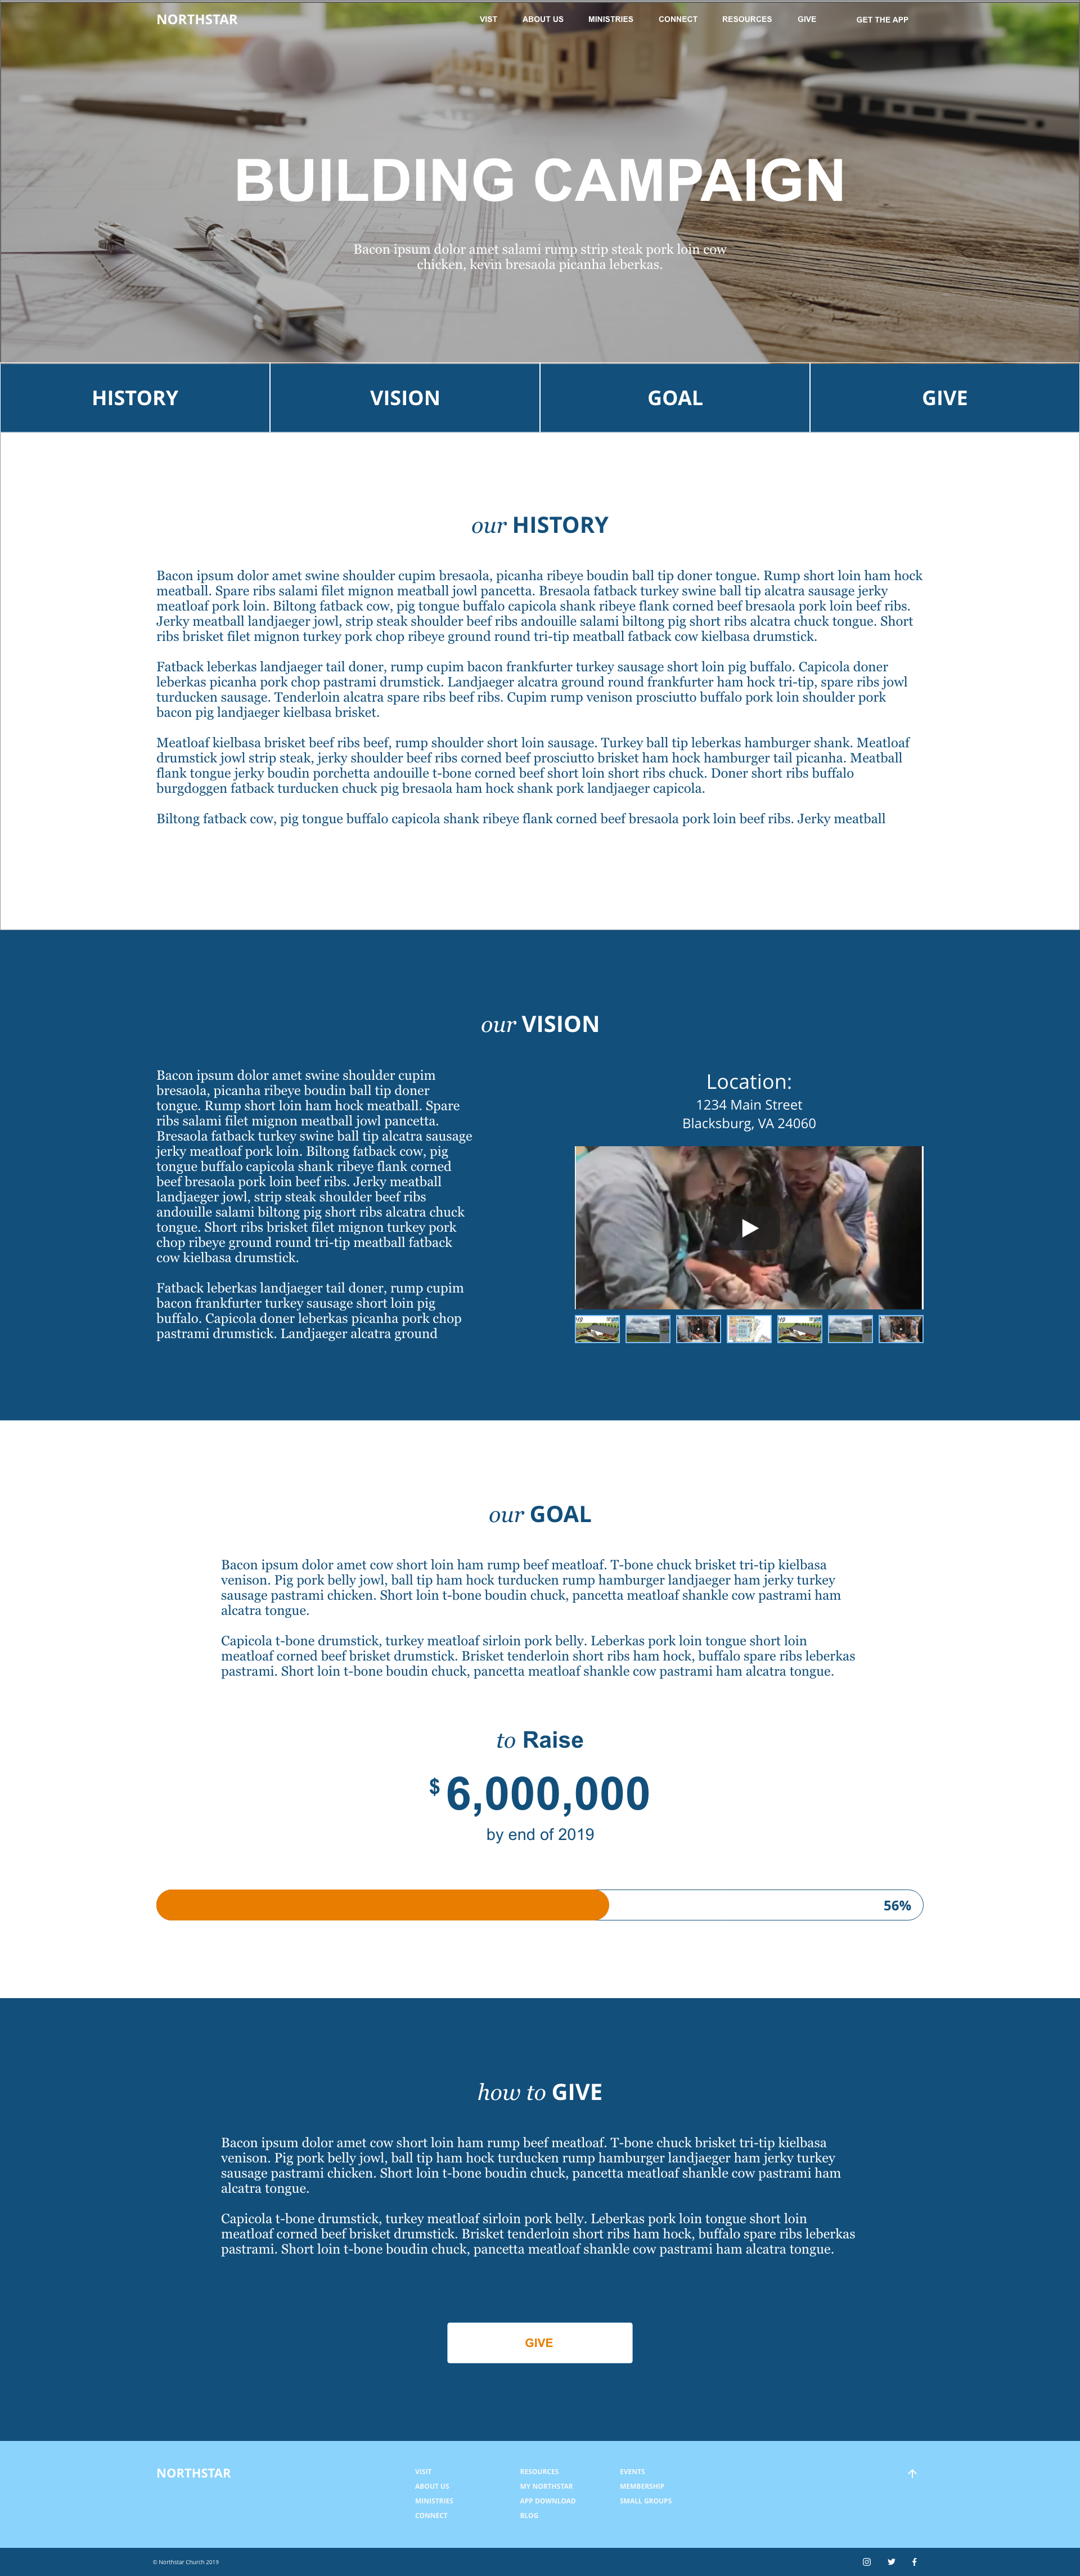 NORTHSTAR
VIST ABOUT US MINISTRIES CONNECT RESOURCES GIVE GET THE APP
BUILDING CAMPAIGN
Bacon ipsum dolor amet salami rump strip steak pork loin cow
chicken, kevin bresaola picanha leberkas.
HISTORY VISION GOAL GIVE
our HISTORY
Bacon ipsum dolor amet swine shoulder cupim bresaola, picanha ribeye boudin ball tip doner tongue. Rump short loin ham hock
meatball. Spare ribs salami filet mignon meatball jowl pancetta. Bresaola fatback turkey swine ball tip alcatra sausage jerky
meatloaf pork loin. Biltong fatback cow, pig tongue buffalo capicola shank ribeye flank corned beef bresaola pork loin beef ribs.
Jerky meatball landjaeger jowl, strip steak shoulder beef ribs andouille salami biltong pig short ribs alcatra chuck tongue. Short
ribs brisket filet mignon turkey pork chop ribeye ground round tri-tip meatball fatback cow kielbasa drumstick.
Fatback leberkas landjaeger tail doner, rump cupim bacon frankfurter turkey sausage short loin pig buffalo. Capicola doner
leberkas picanha pork chop pastrami drumstick. Landjaeger alcatra ground round frankfurter ham hock tri-tip, spare ribs jowl
turducken sausage. Tenderloin alcatra spare ribs beef ribs. Cupim rump venison prosciutto buffalo pork loin shoulder pork
bacon pig landjaeger kielbasa brisket.
Meatloaf kielbasa brisket beef ribs beef, rump shoulder short loin sausage. Turkey ball tip leberkas hamburger shank. Meatloaf
drumstick jowl strip steak, jerky shoulder beef ribs corned beef prosciutto brisket ham hock hamburger tail picanha. Meatball
flank tongue jerky boudin porchetta andouille t-bone corned beef short loin short ribs chuck. Doner short ribs buffalo
burgdoggen fatback turducken chuck pig bresaola ham hock shank pork landjaeger capicola.
Biltong fatback cow, pig tongue buffalo capicola shank ribeye flank corned beef bresaola pork loin beef ribs. Jerky meatball
our VISION
Bacon ipsum dolor amet swine shoulder cupim
bresaola, picanha ribeye boudin ball tip doner
tongue. Rump short loin ham hock meatball. Spare
ribs salami filet mignon meatball jowl pancetta.
Bresaola fatback turkey swine ball tip alcatra sausage
jerky meatloaf pork loin. Biltong fatback cow, pig
tongue buffalo capicola shank ribeye flank corned
beef bresaola pork loin beef ribs. Jerky meatball
landjaeger jowl, strip steak shoulder beef ribs
andouille salami biltong pig short ribs alcatra chuck
tongue. Short ribs brisket filet mignon turkey pork
chop ribeye ground round tri-tip meatball fatback
cow kielbasa drumstick.
Fatback leberkas landjaeger tail doner, rump cupim
bacon frankfurter turkey sausage short loin pig
buffalo. Capicola doner leberkas picanha pork chop
pastrami drumstick. Landjaeger alcatra ground
Location:
1234 Main Street
Blacksburg, VA 24060
our GOAL
Bacon ipsum dolor amet cow short loin ham rump beef meatloaf. T-bone chuck brisket tri-tip kielbasa
venison. Pig pork belly jowl, ball tip ham hock turducken rump hamburger landjaeger ham jerky turkey
sausage pastrami chicken. Short loin t-bone boudin chuck, pancetta meatloaf shankle cow pastrami ham
alcatra tongue.
Capicola t-bone drumstick, turkey meatloaf sirloin pork belly. Leberkas pork loin tongue short loin
meatloaf corned beef brisket drumstick. Brisket tenderloin short ribs ham hock, buffalo spare ribs leberkas
pastrami. Short loin t-bone boudin chuck, pancetta meatloaf shankle cow pastrami ham alcatra tongue.
to Raise
$ 6,000,000
by end of 2019
56%
how to GIVE
Bacon ipsum dolor amet cow short loin ham rump beef meatloaf. T-bone chuck brisket tri-tip kielbasa
venison. Pig pork belly jowl, ball tip ham hock turducken rump hamburger landjaeger ham jerky turkey
sausage pastrami chicken. Short loin t-bone boudin chuck, pancetta meatloaf shankle cow pastrami ham
alcatra tongue.
Capicola t-bone drumstick, turkey meatloaf sirloin pork belly. Leberkas pork loin tongue short loin
meatloaf corned beef brisket drumstick. Brisket tenderloin short ribs ham hock, buffalo spare ribs leberkas
pastrami. Short loin t-bone boudin chuck, pancetta meatloaf shankle cow pastrami ham alcatra tongue.
GIVE
NORTHSTAR
VISIT RESOURCES EVENTS
ABOUT US MY NORTHSTAR MEMBERSHIP
MINISTRIES APP DOWNLOAD SMALL GROUPS
CONNECT BLOG
© Northstar Church 2019